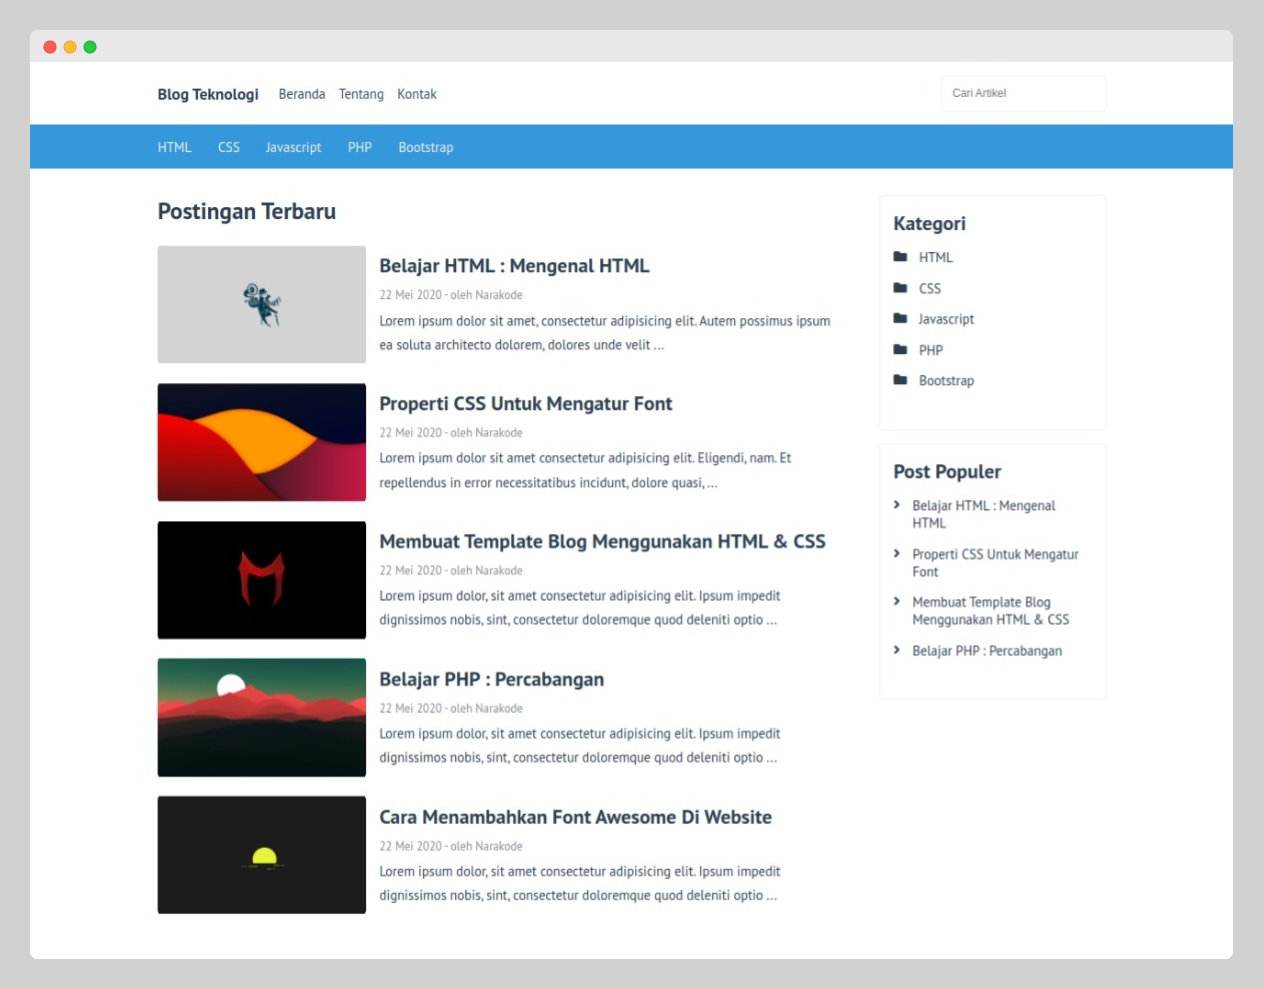 Blog Teknologi Beranda Tentang Kontak Cari Artikel
HTML CSS Javascript PHP Bootstrap
Postingan Terbaru
Belajar HTML : Mengenal HTML
22 Mei 2020 - oleh Narakode
Lorem ipsum dolor sit amet, consectetur adipisicing elit. Autem possimus ipsum
ea soluta architecto dolorem, dolores unde velit ...
Properti CSS Untuk Mengatur Font
22 Mei 2020 - oleh Narakode
Lorem ipsum dolor sit amet consectetur adipisicing elit. Eligendi, nam. Et
repellendus in error necessitatibus incidunt, dolore quasi, ...
Membuat Template Blog Menggunakan HTML & CSS
22 Mei 2020 - oleh Narakode
Lorem ipsum dolor, sit amet consectetur adipisicing elit. Ipsum impedit
dignissimos nobis, sint, consectetur doloremque quod deleniti optio ...
Belajar PHP : Percabangan
22 Mei 2020 - oleh Narakode
Lorem ipsum dolor, sit amet consectetur adipisicing elit. Ipsum impedit
dignissimos nobis, sint, consectetur doloremque quod deleniti optio ...
Cara Menambahkan Font Awesome Di Website
22 Mei 2020 - oleh Narakode
Lorem ipsum dolor, sit amet consectetur adipisicing elit. Ipsum impedit
dignissimos nobis, sint, consectetur doloremque quod deleniti optio ...
Kategori
HTML
CSS
Javascript
PHP
Bootstrap
Post Populer
Belajar HTML : Mengenal
HTML
Properti CSS Untuk Mengatur
Font
Membuat Template Blog
Menggunakan HTML & CSS
Belajar PHP : Percabangan